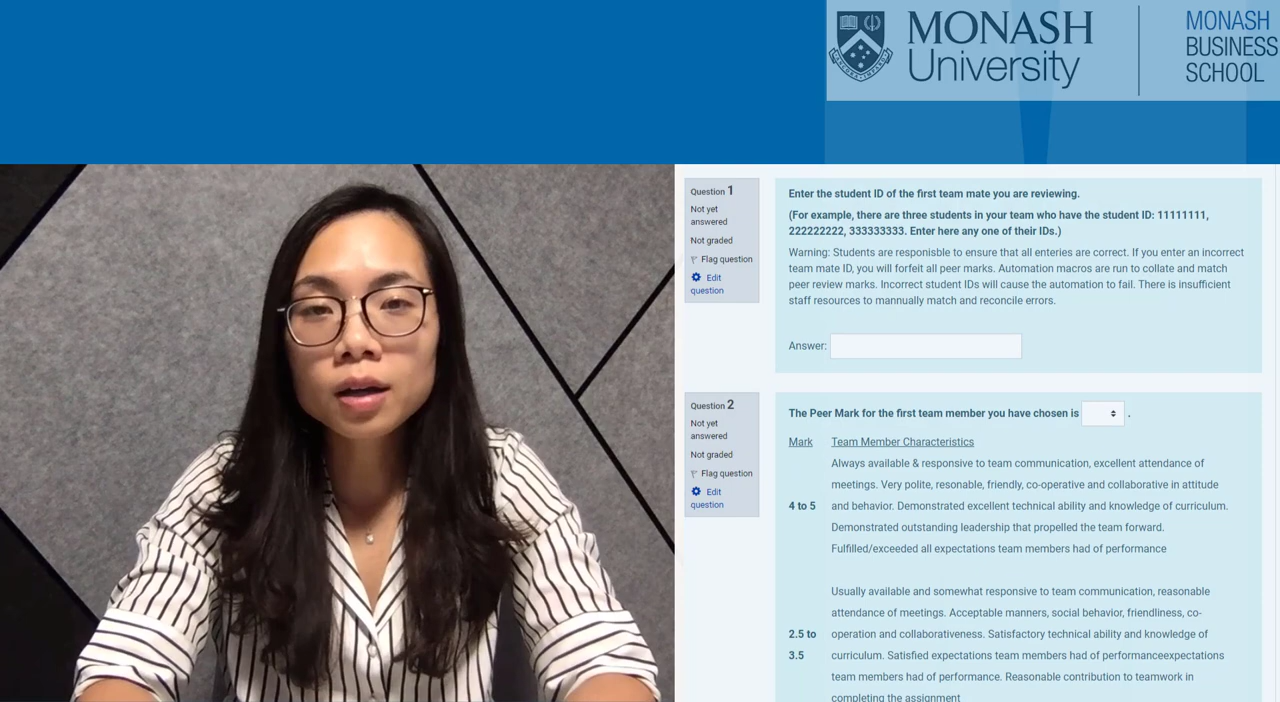 MONASH
University
MONASH
BUSINESS
SCHOOL
Question 1
Not yet
answered
Not graded
Flag question
Edit
question
Enter the student ID of the first team mate you are reviewing.
(For example, there are three students in your team who have the student ID: 11111111,
222222222, 333333333. Enter here any one of their IDs.)
Warning: Students are responisble to ensure that all enteries are correct. If you enter an incorrect
team mate ID, you will forfeit all peer marks. Automation macros are run to collate and match
peer review marks. Incorrect student IDs will cause the automation to fail. There is insufficient
staff resources to mannually match and reconcile errors.
Answer:
Question 2
Not yet
answered
Not graded
Flag question
Edit
question
The Peer Mark for the first team member you have chosen is .
Mark Team Member Characteristics
Always available & responsive to team communication, excellent attendance of
meetings. Very polite, resonable, friendly, co-operative and collaborative in attitude
4 to 5 and behavior. Demonstrated excellent technical ability and knowledge of curriculum.
Demonstrated outstanding leadership that propelled the team forward.
Fulfilled/exceeded all expectations team members had of performance
Usually available and somewhat responsive to team communication, reasonable
attendance of meetings. Acceptable manners, social behavior, friendliness, co-
2.5 to operation and collaborativeness. Satisfactory technical ability and knowledge of
3.5 curriculum. Satisfied expectations team members had of performanceexpectations
team members had of performance. Reasonable contribution to teamwork in
completing the assignment